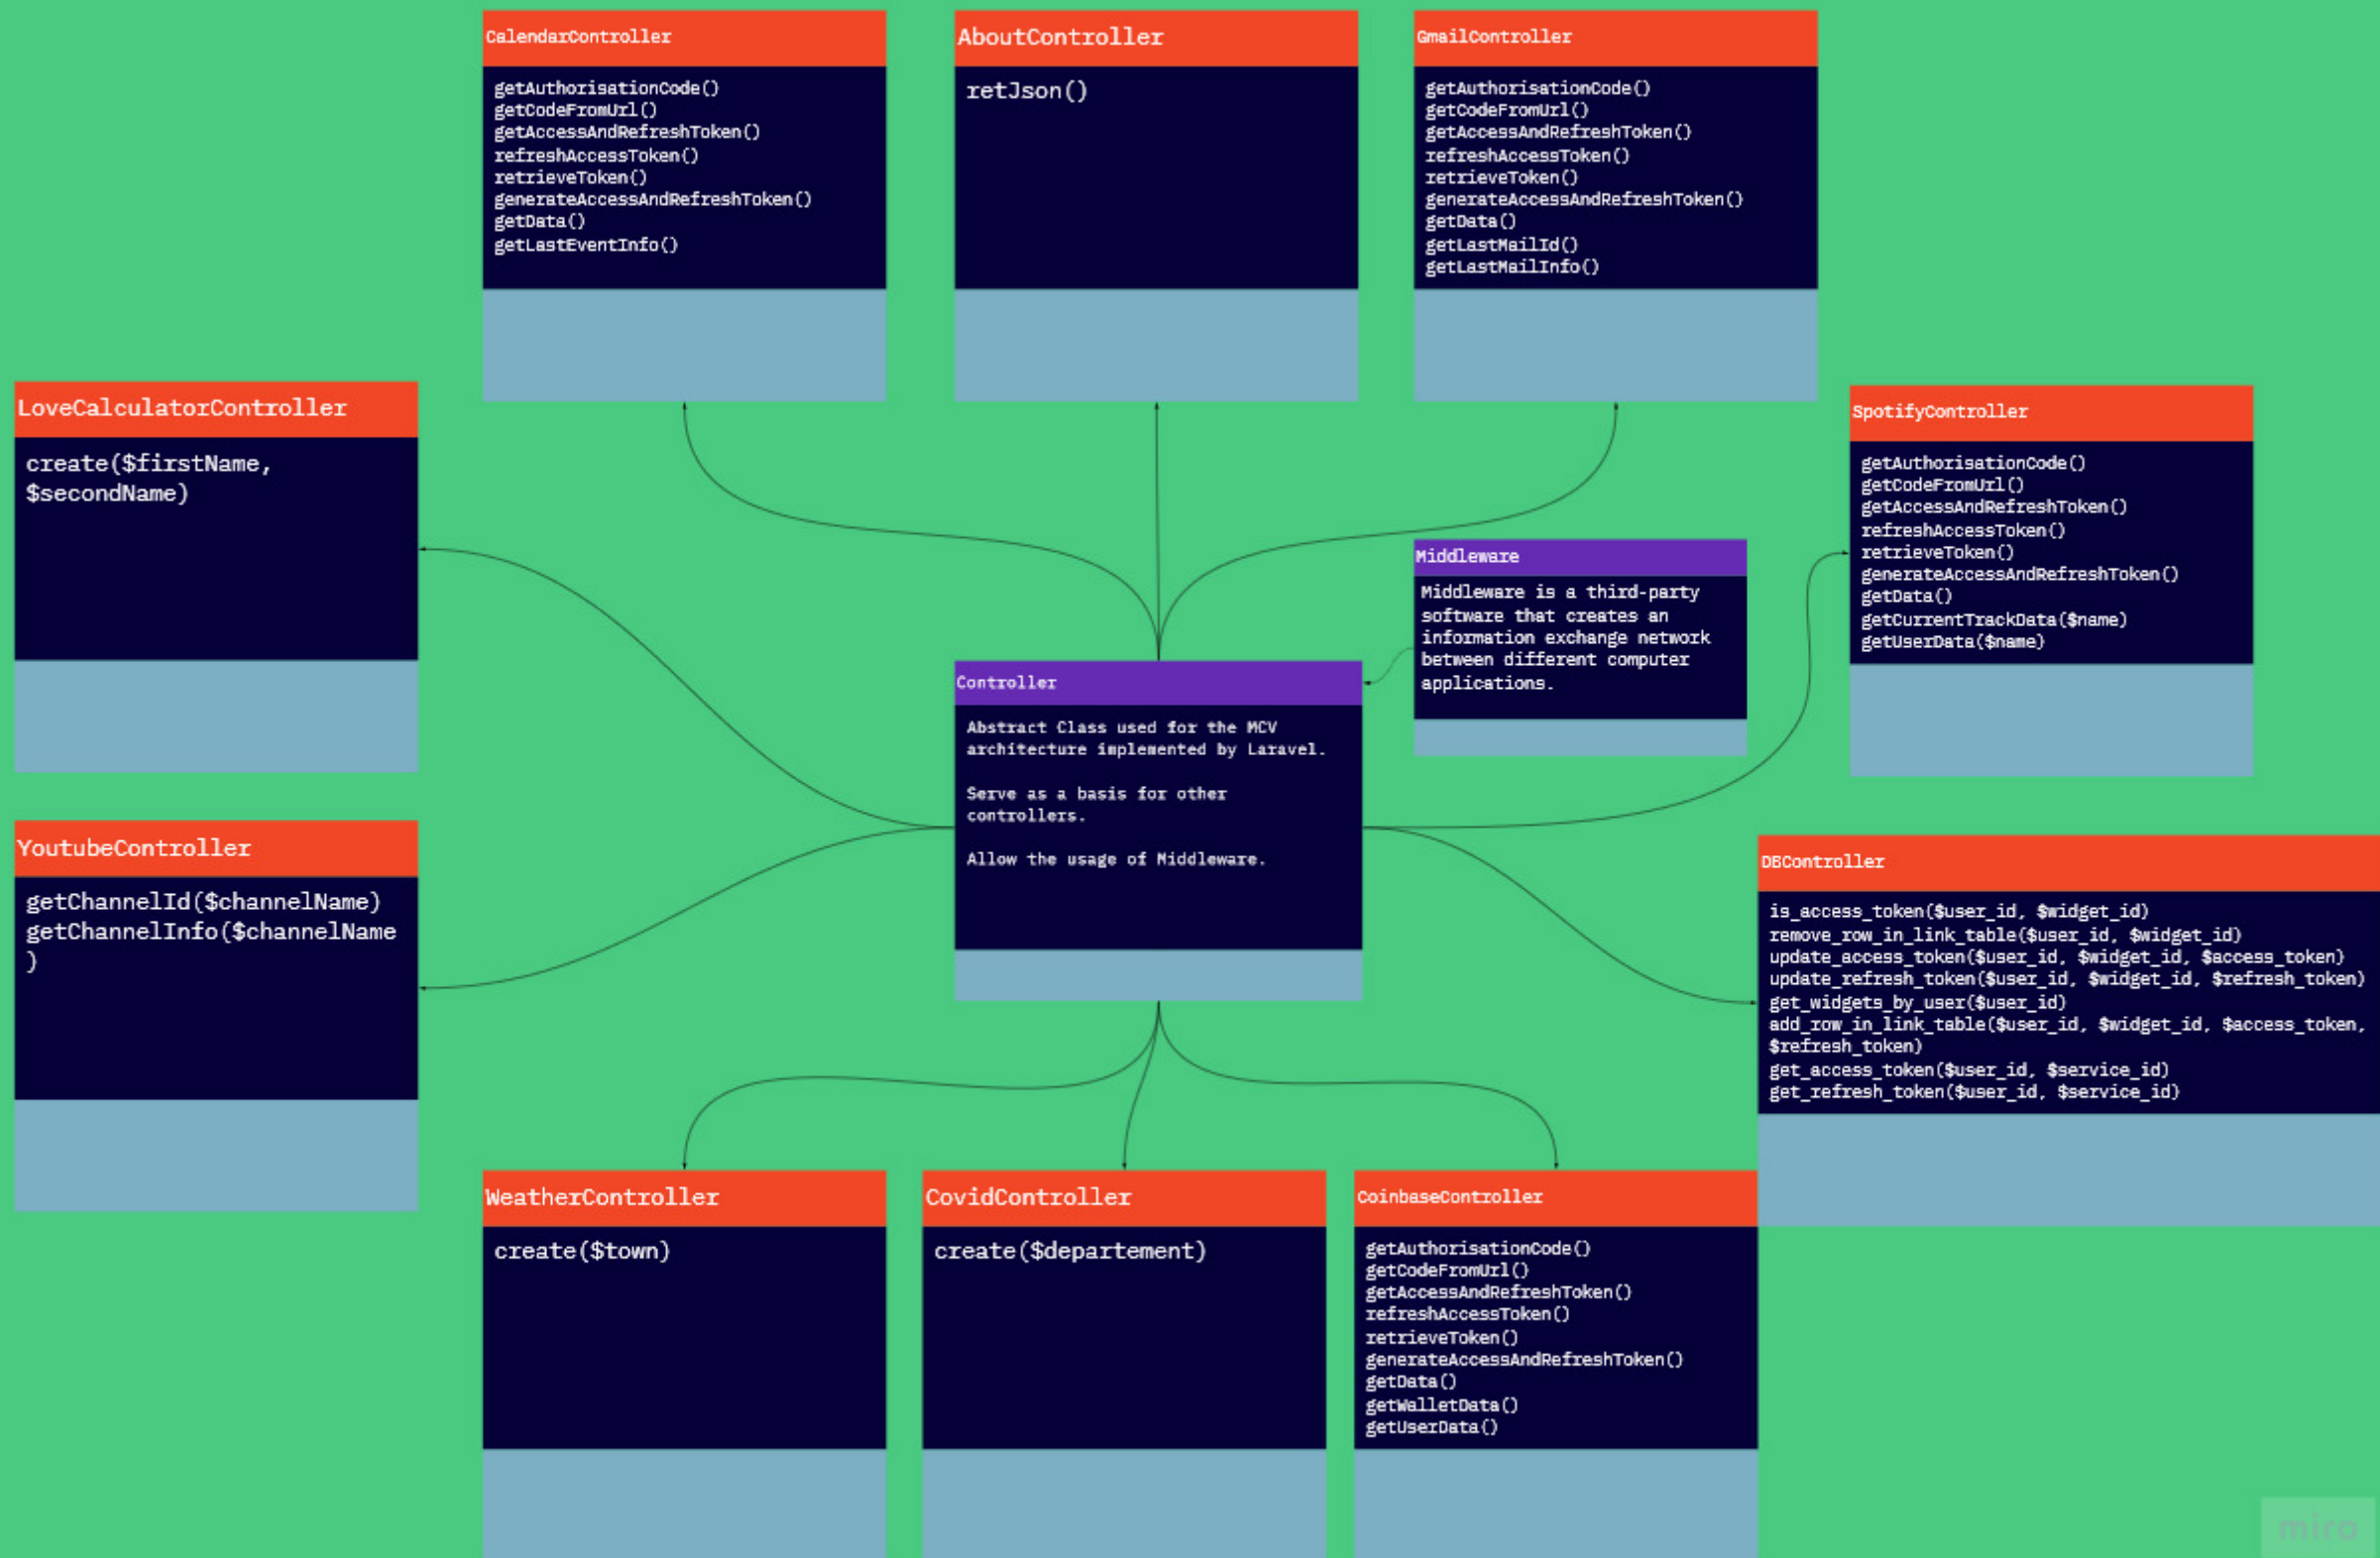 CalendarController
getAuthorisationCode()
getCodeFromUrl()
getAccessAndRefreshToken()
refreshAccessToken()
retrieveToken()
generateAccessAndRefreshToken()
getData()
getLastEventInfo()
AboutController
retJson()
GmailController
getAuthorisationCode()
getCodeFromUrl()
getAccessAndRefreshToken()
refreshAccessToken()
retrieveToken()
generateAccessAndRefreshToken()
getData()
getLastMailId()
getLastMailInfo()
LoveCalculatorController
create($firstName,
$secondName)
SpotifyController
getAuthorisationCode()
getCodeFromUrl()
getAccessAndRefreshToken()
refreshAccessToken()
retrieveToken()
generateAccessAndRefreshToken()
getData()
getCurrentTrackData($name)
getUserData($name)
Middleware
Middleware is a third-party
software that creates an
information exchange network
between different computer
applications.
Controller
Abstract Class used for the MCV
architecture implemented by Laravel.
Serve as a basis for other
controllers.
Allow the usage of Middleware.
YoutubeController
getChannelId($channelName)
getChannelInfo($channelName
)
DBController
is_access_token($user_id, $widget_id)
remove_row_in_link_table($user_id, $widget_id)
update_access_token($user_id, $widget_id, $access_token)
update_refresh_token($user_id, $widget_id, $refresh_token)
get_widgets_by_user($user_id)
add_row_in_link_table($user_id, $widget_id, $access_token,
$refresh_token)
get_access_token($user_id, $service_id)
get_refresh_token($user_id, $service_id)
WeatherController
create($town)
CovidController
create($departement)
CoinbaseController
getAuthorisationCode()
getCodeFromUrl()
getAccessAndRefreshToken()
refreshAccessToken()
retrieveToken()
generateAccessAndRefreshToken()
getData()
getWalletData()
getUserData()
miro